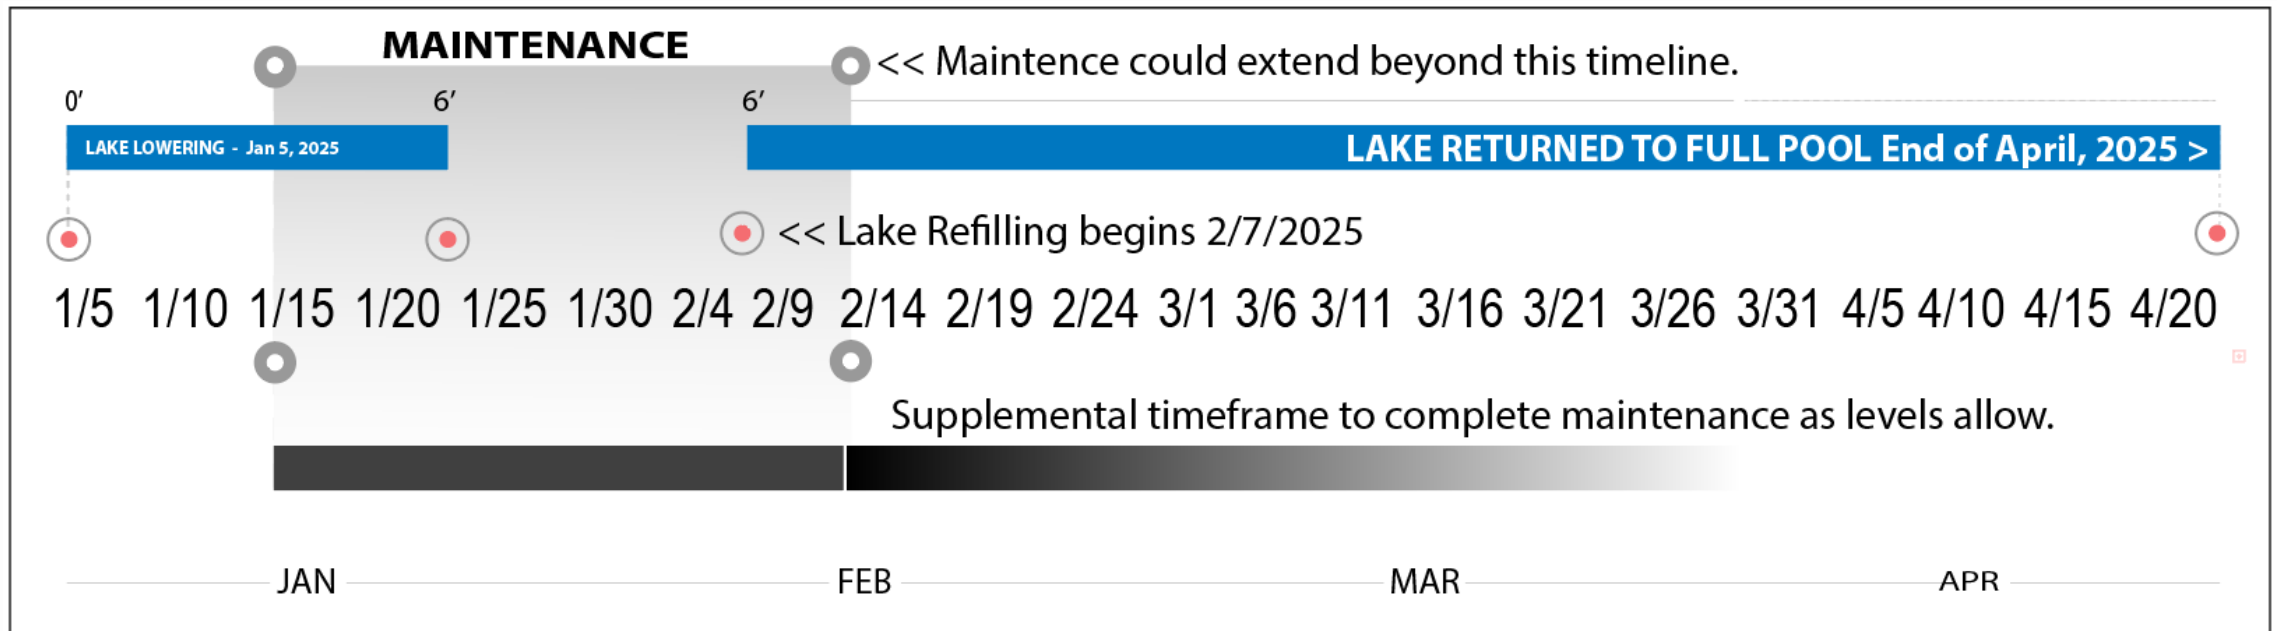 MAINTENANCE
<< Maintence could extend beyond this timeline.
0’ 6’ 6’
LAKE LOWERING - Jan 5, 2025
LAKE RETURNED TO FULL POOL End of April, 2025 >
<< Lake Refilling begins 2/7/2025
1/5 1/10 1/15 1/20 1/25 1/30 2/4 2/9 2/14 2/19 2/24 3/1 3/6 3/11 3/16 3/21 3/26 3/31 4/5 4/10 4/15 4/20
Supplemental timeframe to complete maintenance as levels allow.
JAN FEB MAR APR